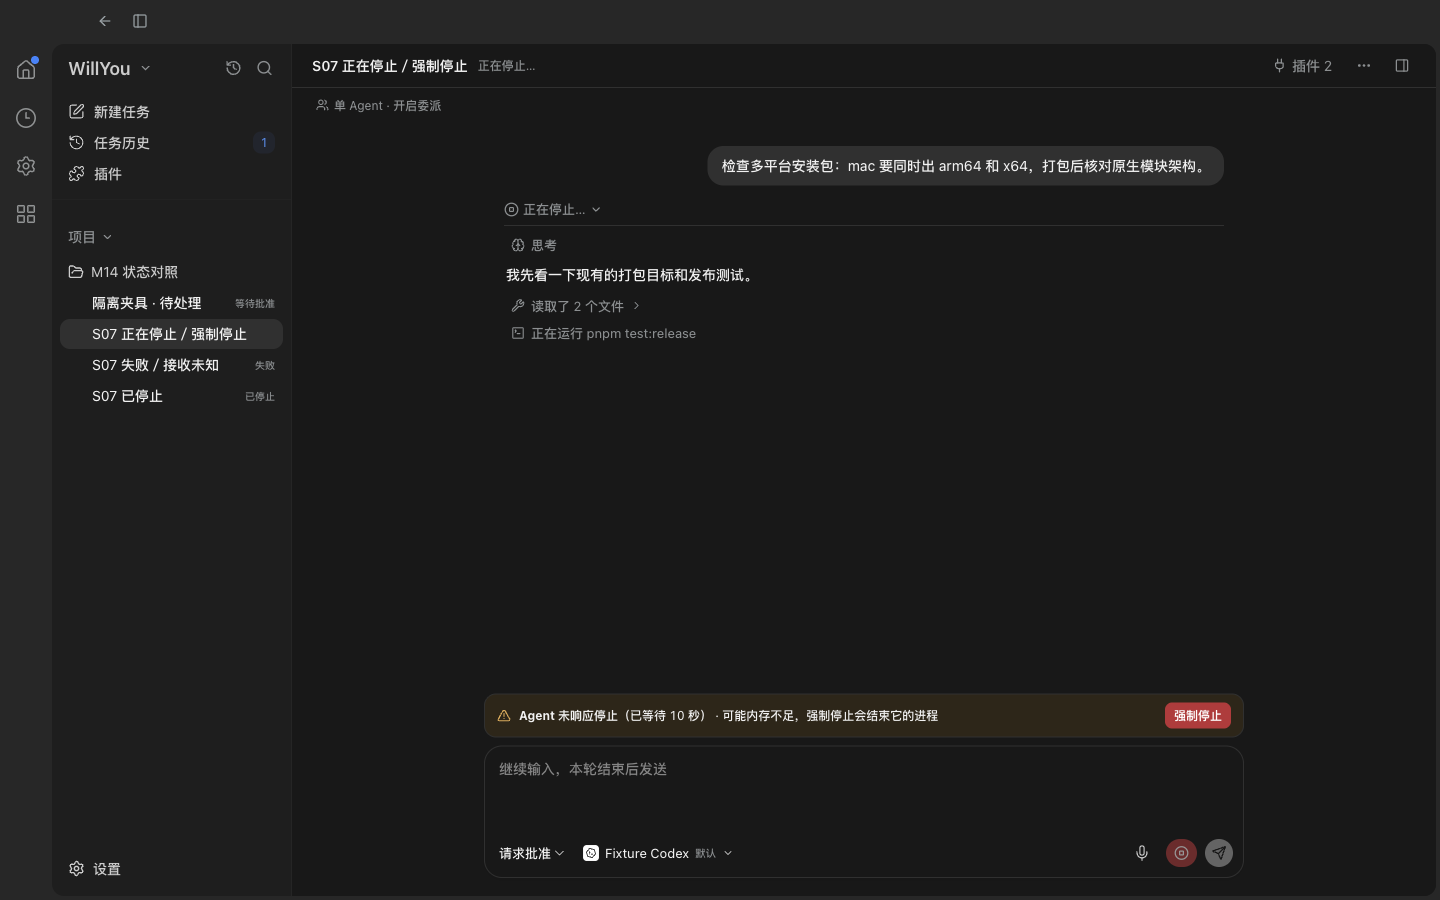 WillYou
新建任务
任务历史
1
插件
项目
M14 状态对照
隔离夹具 · 待处理
等待批准
S07 正在停止 / 强制停止
S07 失败 / 接收未知
失败
S07 已停止
已停止
设置
S07 正在停止 / 强制停止
正在停止...
插件 2
单 Agent · 开启委派
检查多平台安装包：mac 要同时出 arm64 和 x64，打包后核对原生模块架构。
正在停止...
思考
我先看一下现有的打包目标和发布测试。
读取了 2 个文件
正在运行 pnpm test:release
Agent 未响应停止（已等待 10 秒） · 可能内存不足，强制停止会结束它的进程
强制停止
继续输入，本轮结束后发送
请求批准
Fixture Codex 默认